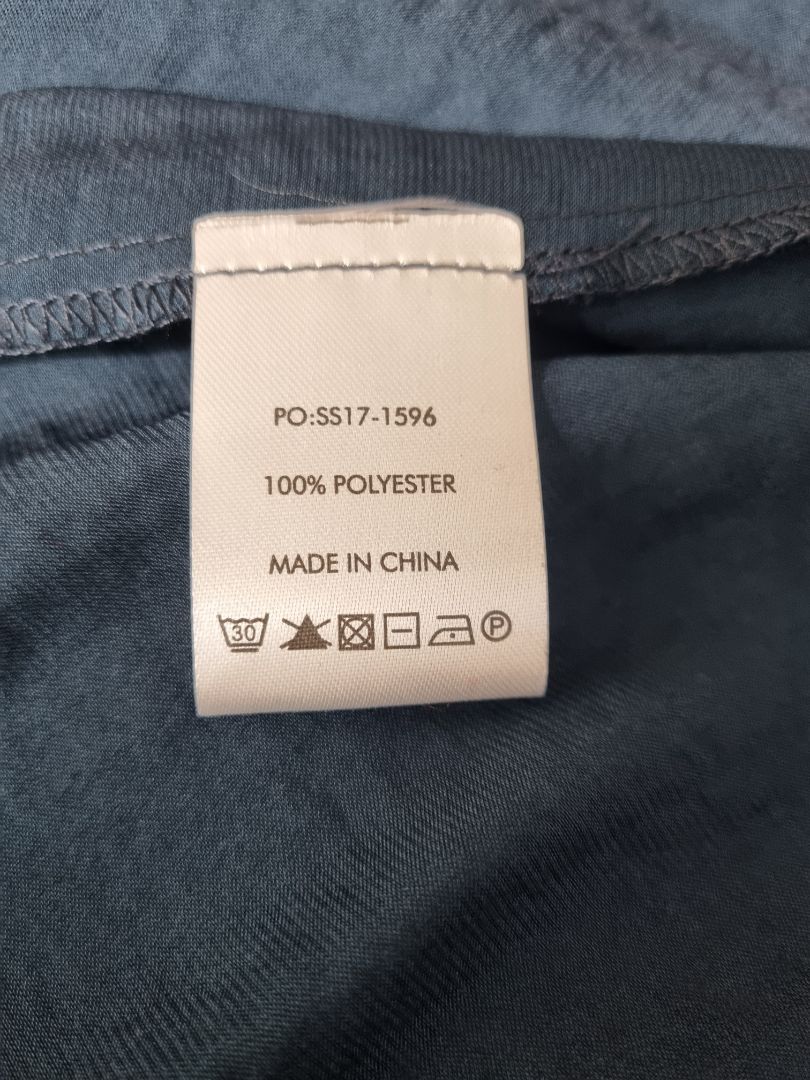 PO:SS17-1596
100% POLYESTER
MADE IN CHINA
30 P